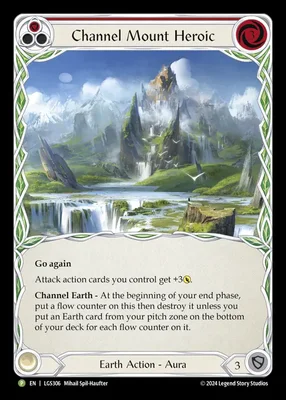 Channel Mount Heroic
Go again
Attack action cards you control get +3
Channel Earth - At the beginning of your end phase,
put a flow counter on this then destroy it unless you
put an Earth card from your pitch zone on the bottom
of your deck for each flow counter on it.
Earth Action - Aura
3
P EN | LGS306 Mihail Spil-Haufter
© 2024 Legend Story Studios